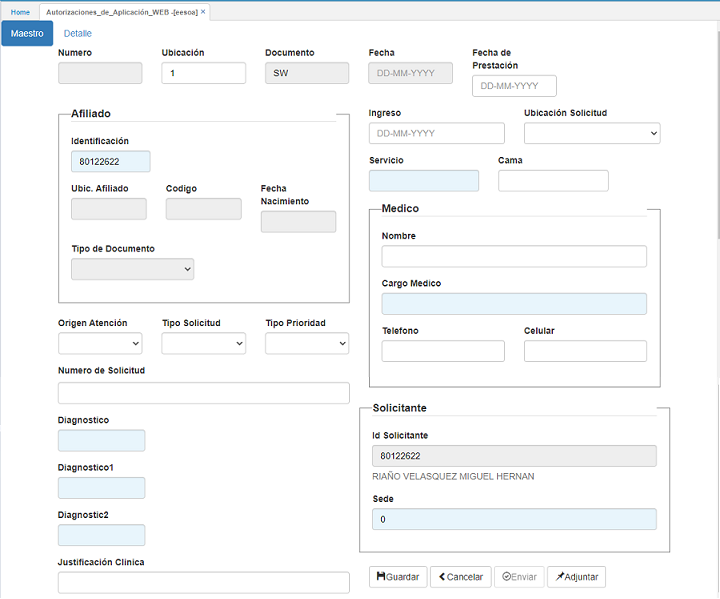 Home Autorizaciones_de_Aplicación_WEB -[eesoa] ×
Maestro Detalle
Numero Ubicación Documento Fecha Fecha de Prestación
1 SW DD-MM-YYYY DD-MM-YYYY
Afiliado
Identificación
80122622
Ubic. Afiliado Codigo Fecha Nacimiento
Tipo de Documento
Origen Atención Tipo Solicitud Tipo Prioridad
Numero de Solicitud
Diagnostico
Diagnostico1
Diagnostic2
Justificación Clinica
Ingreso Ubicación Solicitud
DD-MM-YYYY
Servicio Cama
Medico
Nombre
Cargo Medico
Telefono Celular
Solicitante
Id Solicitante
80122622
RIAÑO VELASQUEZ MIGUEL HERNAN
Sede
0
Guardar Cancelar Enviar Adjuntar